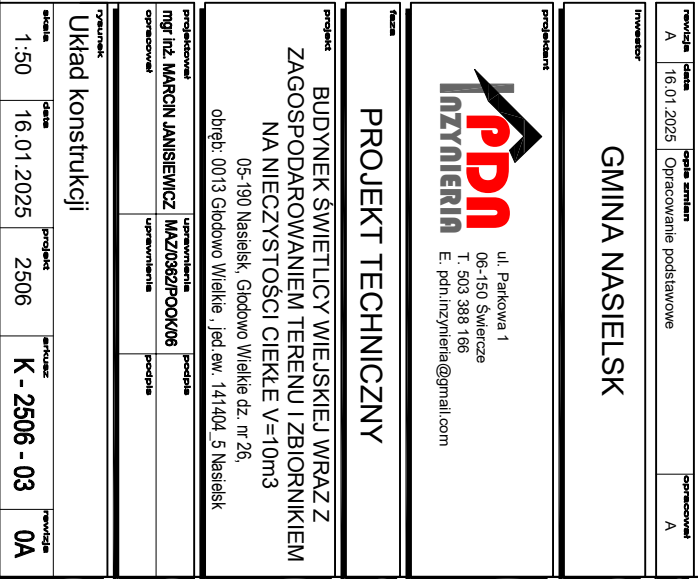 rewizja data opis zmian opracował
A 16.01.2025 Opracowanie podstawowe A
inwestor
GMINA NASIELSK
projektant
PDN
INZYNIERIA
ul. Parkowa 1
06-150 Świercze
T. 503 388 166
E. pdn.inzynieria@gmail.com
faza
PROJEKT TECHNICZNY
projekt
BUDYNEK ŚWIETLICY WIEJSKIEJ WRAZ Z
ZAGOSPODAROWANIEM TERENU I ZBIORNIKIEM
NA NIECZYSTOŚCI CIEKŁE V=10m3
05-190 Nasielsk, Głodowo Wielkie dz. nr 26,
obręb: 0013 Głodowo Wielkie , jed.ew. 141404_5 Nasielsk
projektował uprawnienia podpis
mgr inż. MARCIN JANISIEWICZ MAZ/0362/POOK/06
opracował uprawnienia podpis
rysunek
Układ konstrukcji
skala data projekt arkusz rewizja
1:50 16.01.2025 2506 K - 2506 - 03 0A